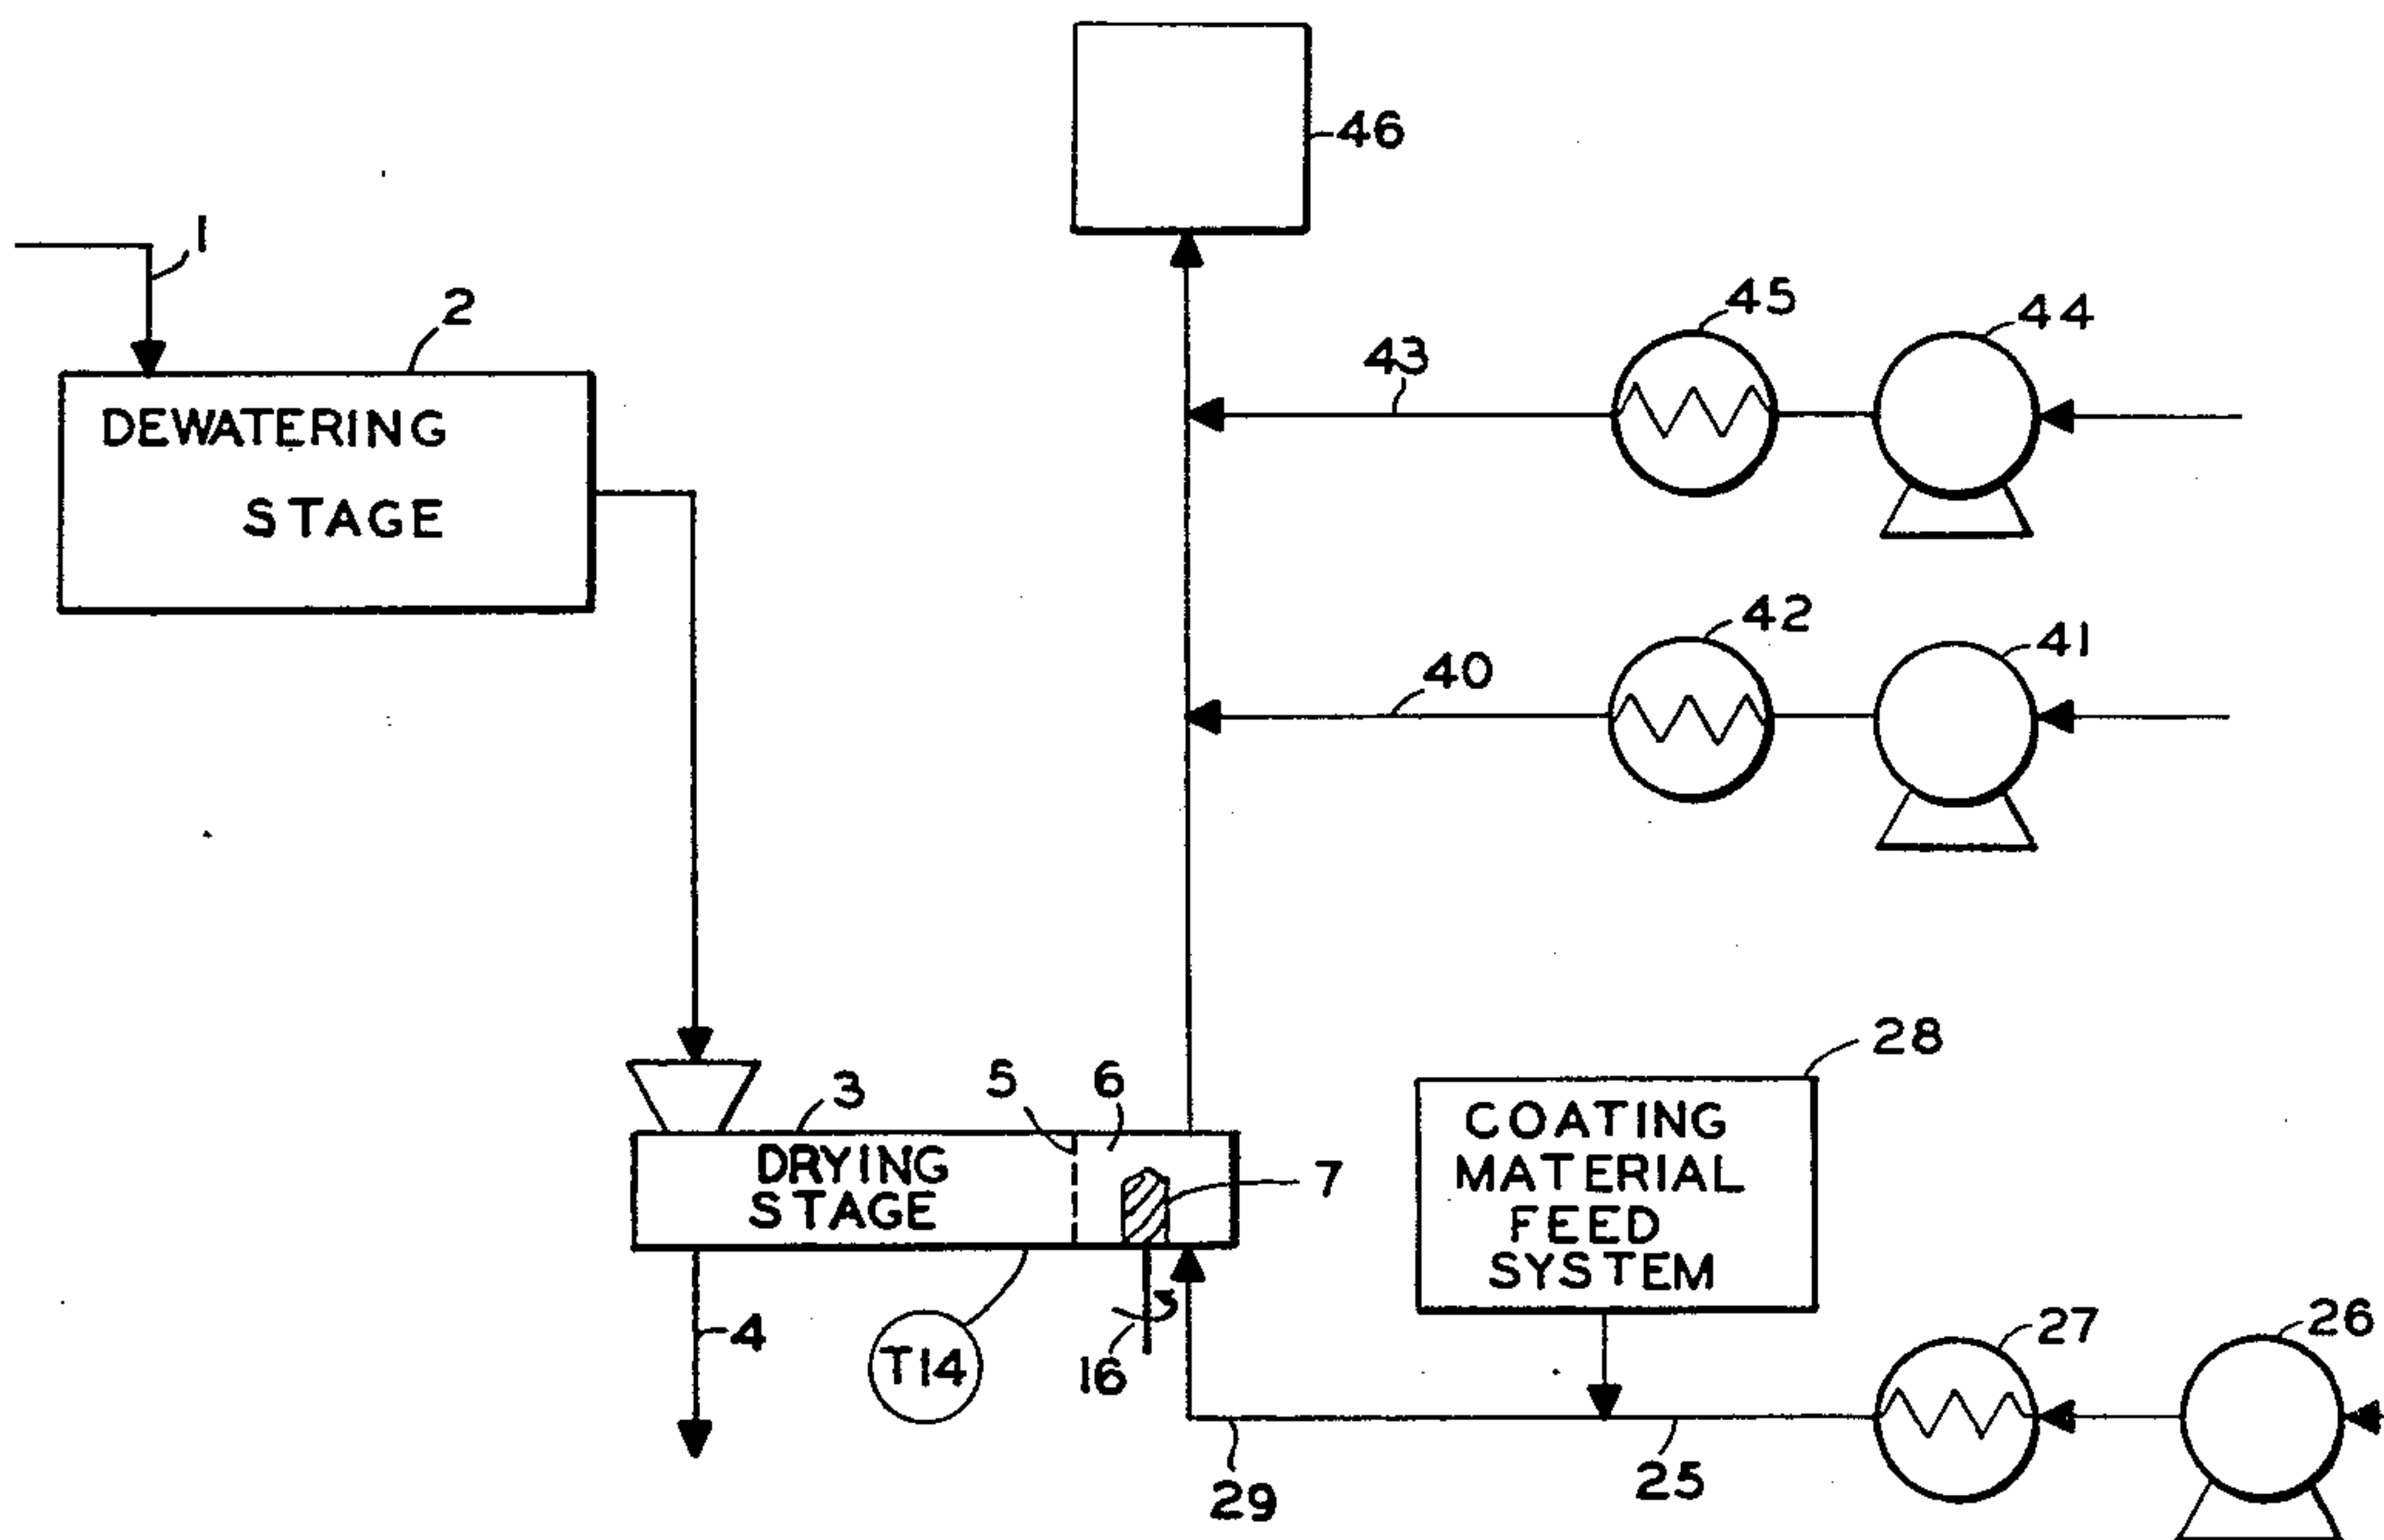 46
1
2
DEWATERING
STAGE
45
44
43
42
41
40
28
5
6
3
COATING
MATERIAL
FEED
SYSTEM
DRYING
STAGE
7
4
T14
16
27
26
25
29